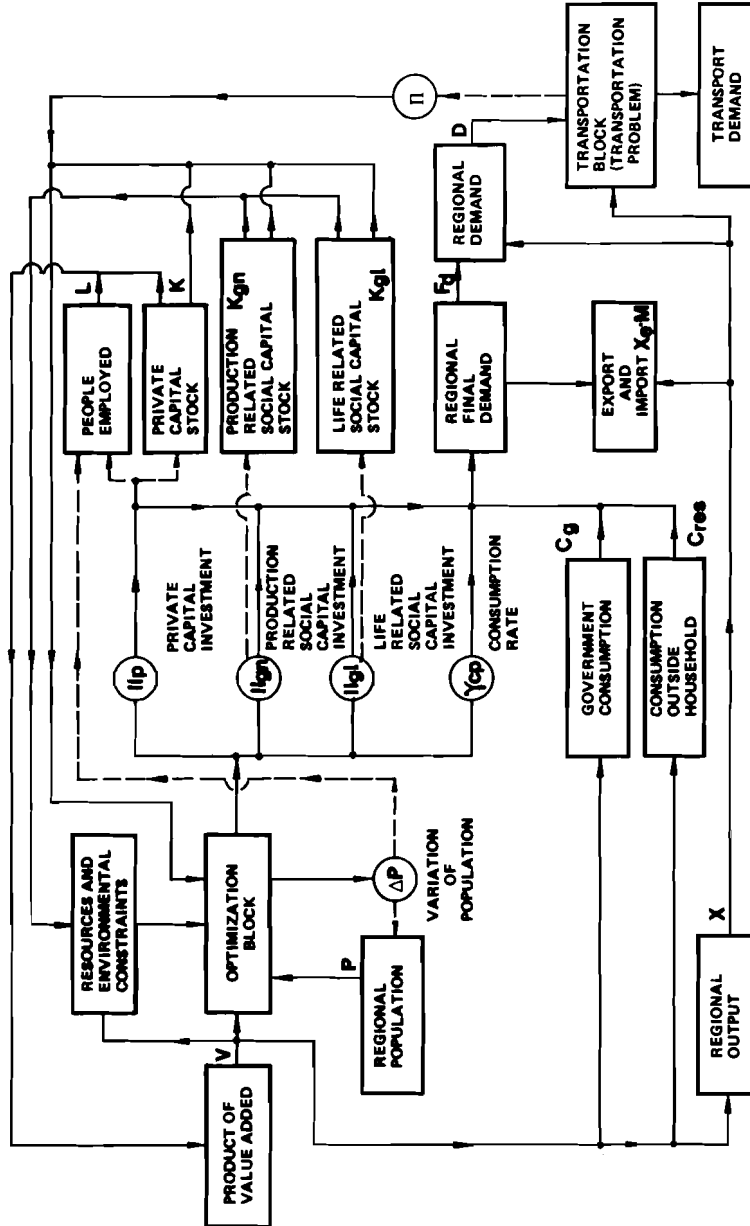 PRODUCT OF
VALUE ADDED
V
RESOURCES AND
ENVIRONMENTAL
CONSTRAINTS
OPTIMIZATION
BLOCK
P
REGIONAL
POPULATION
ΔP
VARIATION
OF
POPULATION
IIp
PRIVATE
CAPITAL
INVESTMENT
IIgn
PRODUCTION
RELATED
SOCIAL
CAPITAL
INVESTMENT
IIgl
LIFE
RELATED
SOCIAL
CAPITAL
INVESTMENT
γcp
CONSUMPTION
RATE
PEOPLE
EMPLOYED
L
PRIVATE
CAPITAL
STOCK
K
PRODUCTION
RELATED
SOCIAL CAPITAL
STOCK
Kgn
LIFE RELATED
SOCIAL CAPITAL
STOCK
Kgl
REGIONAL
FINAL
DEMAND
Fd
REGIONAL
DEMAND
D
EXPORT
AND
IMPORT Xe·M
Π
TRANSPORTATION
BLOCK
(TRANSPORTATION
PROBLEM)
TRANSPORT
DEMAND
GOVERNMENT
CONSUMPTION
Cg
CONSUMPTION
OUTSIDE
HOUSEHOLD
Cres
REGIONAL
OUTPUT
X